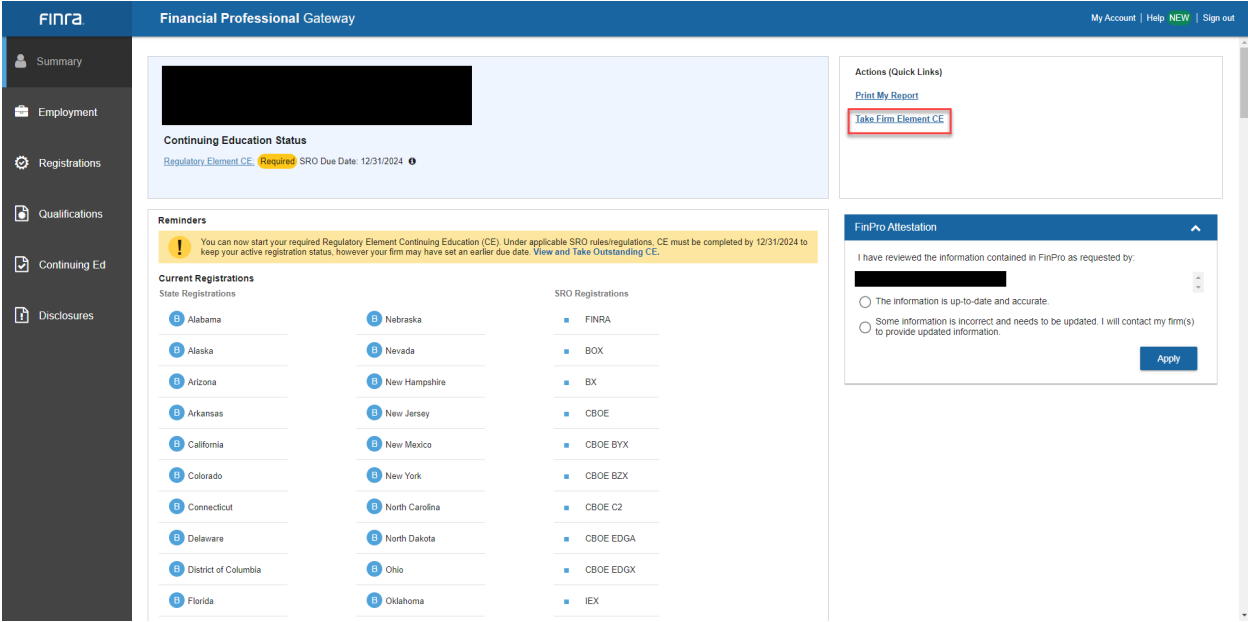 FINra
Financial Professional Gateway
My Account | Help NEW | Sign out
Summary
Employment
Registrations
Qualifications
Continuing Ed
Disclosures
Continuing Education Status
Regulatory Element CE: Required SRO Due Date: 12/31/2024
Actions (Quick Links)
Print My Report
Take Firm Element CE
Reminders
You can now start your required Regulatory Element Continuing Education (CE). Under applicable SRO rules/regulations, CE must be completed by 12/31/2024 to
keep your active registration status, however your firm may have set an earlier due date. View and Take Outstanding CE.
Current Registrations
State Registrations
SRO Registrations
B Alabama
B Nebraska
FINRA
B Alaska
B Nevada
BOX
B Arizona
B New Hampshire
BX
B Arkansas
B New Jersey
CBOE
B California
B New Mexico
CBOE BYX
B Colorado
B New York
CBOE BZX
B Connecticut
B North Carolina
CBOE C2
B Delaware
B North Dakota
CBOE EDGA
B District of Columbia
B Ohio
CBOE EDGX
B Florida
B Oklahoma
IEX
FinPro Attestation
I have reviewed the information contained in FinPro as requested by:
The information is up-to-date and accurate.
Some information is incorrect and needs to be updated. I will contact my firm(s)
to provide updated information.
Apply